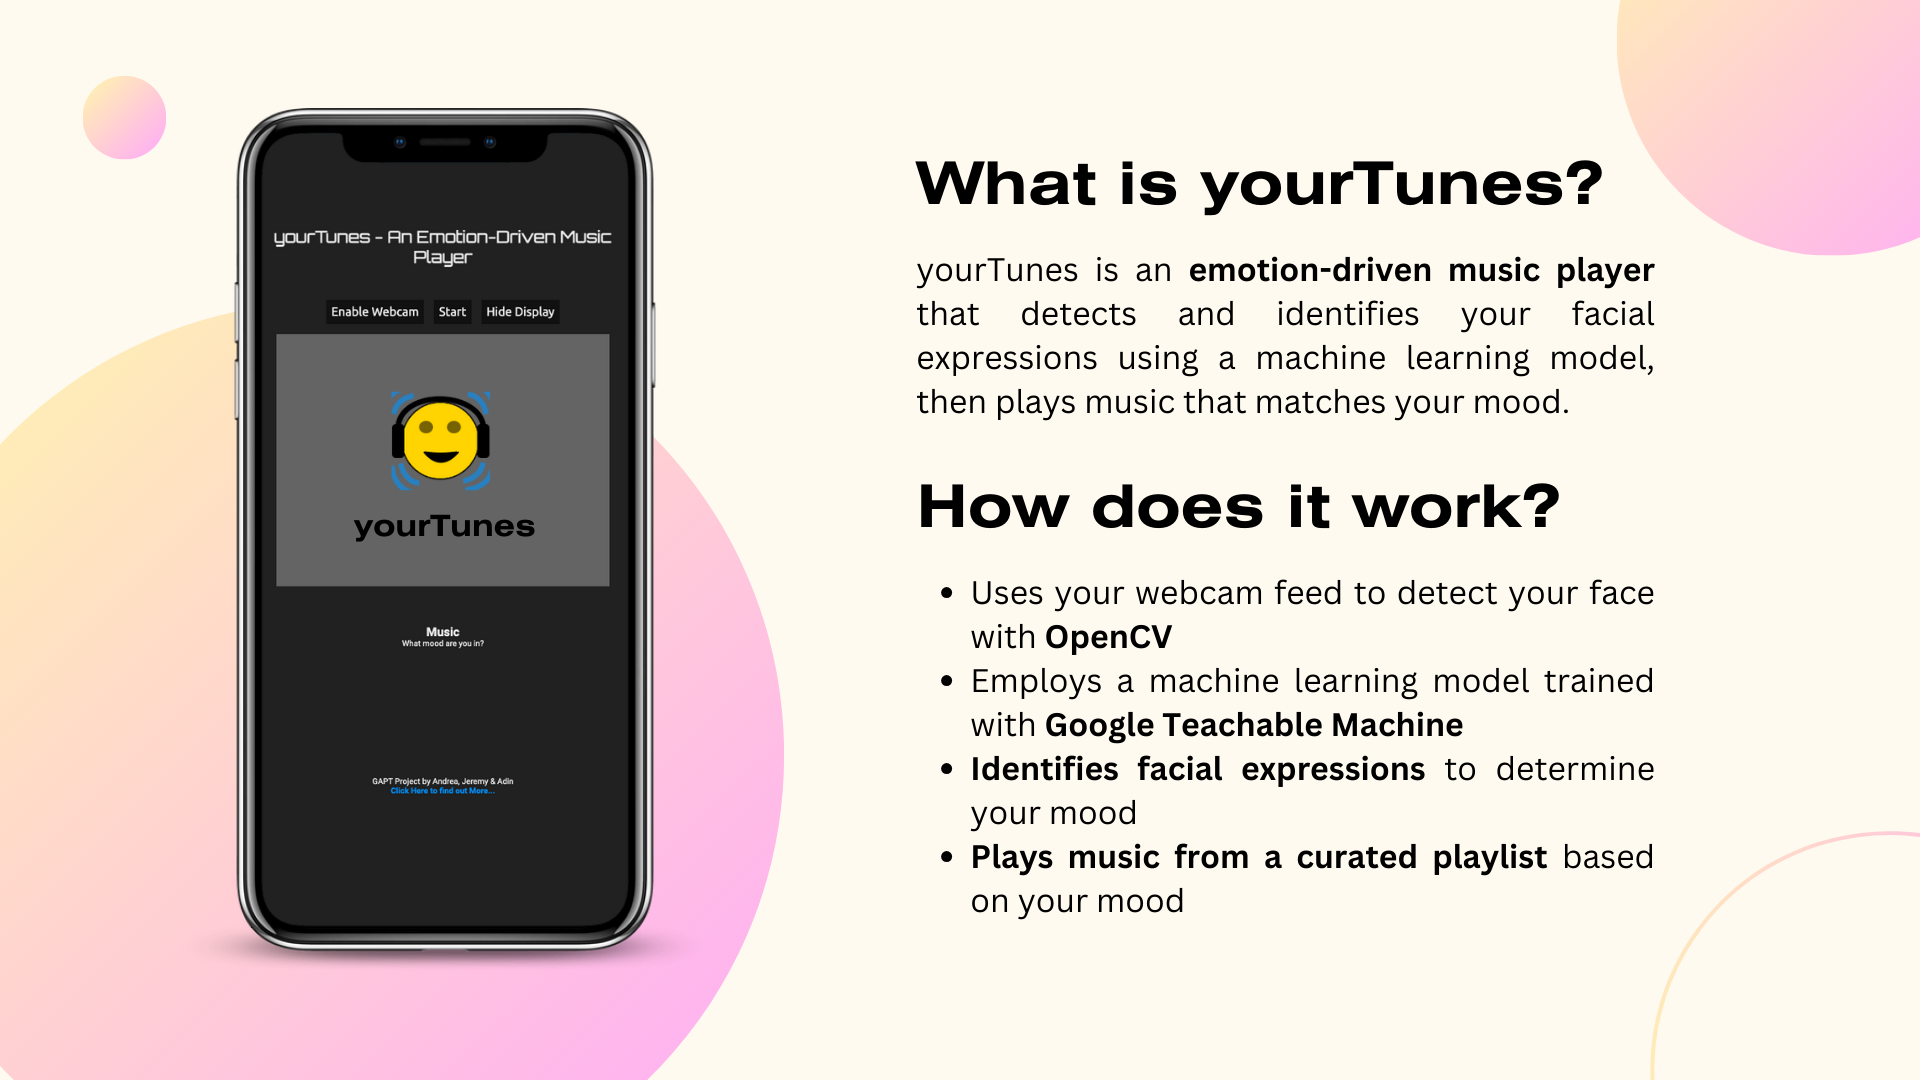 yourTunes - An Emotion-Driven Music
Player
Enable Webcam Start Hide Display
yourTunes
Music
What mood are you in?
GAPT Project by Andrea, Jeremy & Adin
Click Here to find out More...
What is yourTunes?
yourTunes is an emotion-driven music player
that detects and identifies your facial
expressions using a machine learning model,
then plays music that matches your mood.
How does it work?
• Uses your webcam feed to detect your face
with OpenCV
• Employs a machine learning model trained
with Google Teachable Machine
• Identifies facial expressions to determine
your mood
• Plays music from a curated playlist based
on your mood